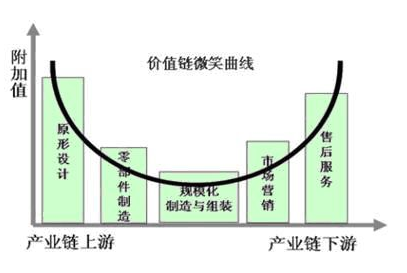 附加值
价值链微笑曲线
原形设计
零部件制造
规模化
制造与组装
市场营销
售后服务
产业链上游
产业链下游